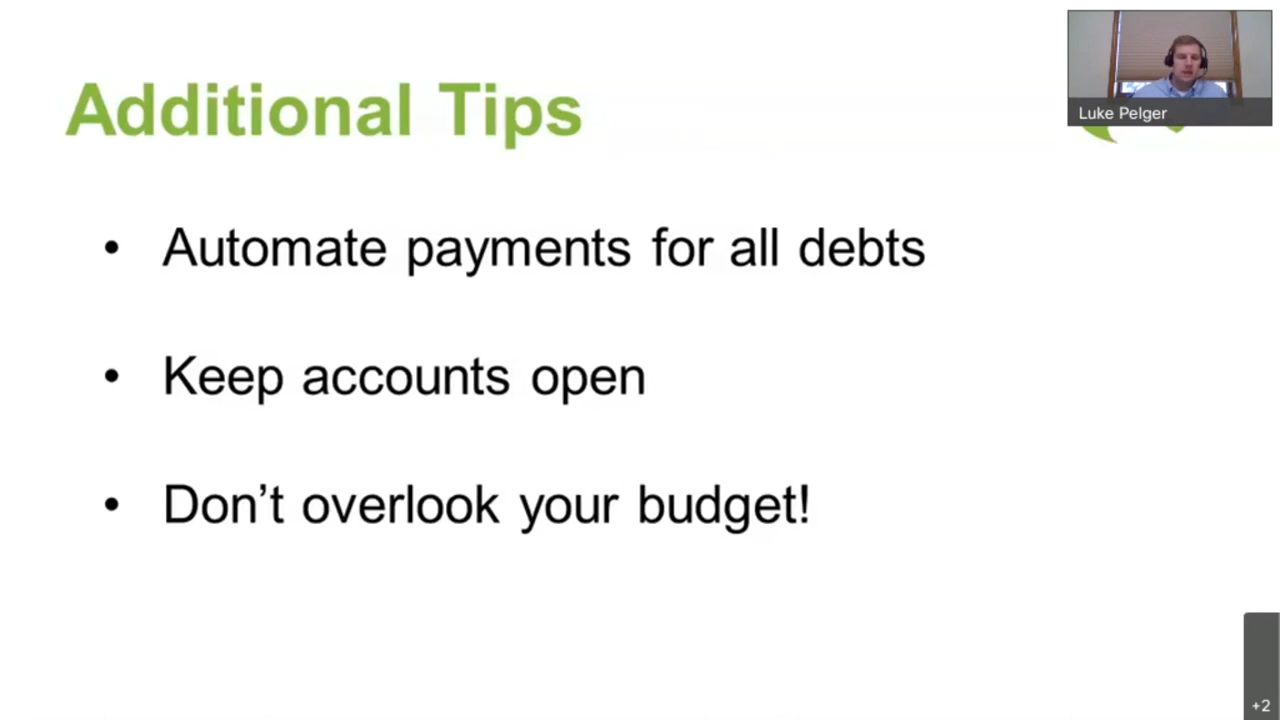 Additional Tips
Luke Pelger
• Automate payments for all debts
• Keep accounts open
• Don’t overlook your budget!
+2